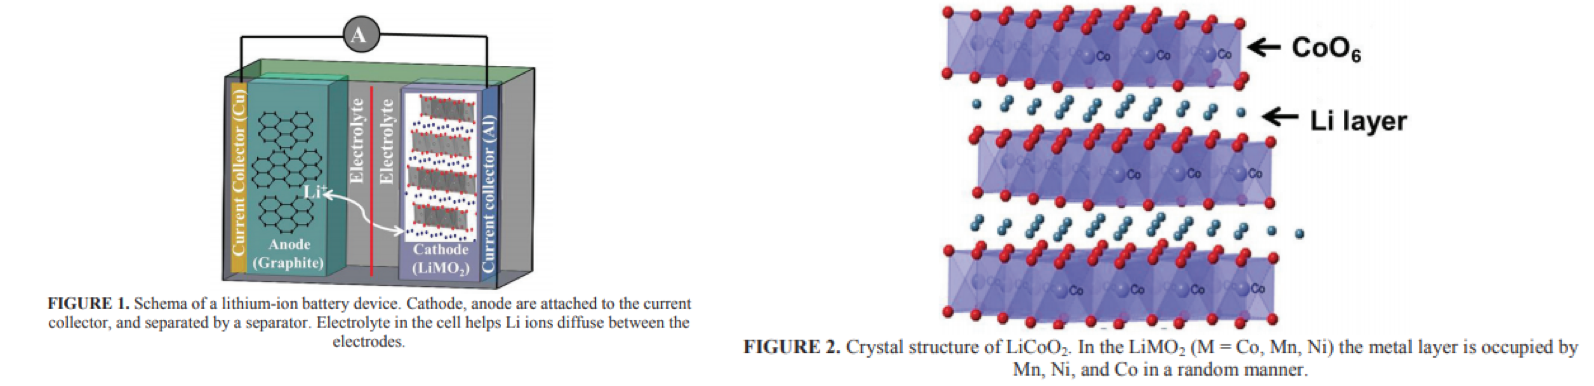 A
Current Collector (Cu)
Electrolyte
Electrolyte
Current collector (Al)
Li⁺
Anode
(Graphite)
Cathode
(LiMO₂)
FIGURE 1. Schema of a lithium-ion battery device. Cathode, anode are attached to the current
collector, and separated by a separator. Electrolyte in the cell helps Li ions diffuse between the
electrodes.
Co
Co
Co
CoO₆
Li layer
Co
Co
Co
Co
Co
Co
Co
FIGURE 2. Crystal structure of LiCoO₂. In the LiMO₂ (M = Co, Mn, Ni) the metal layer is occupied by
Mn, Ni, and Co in a random manner.